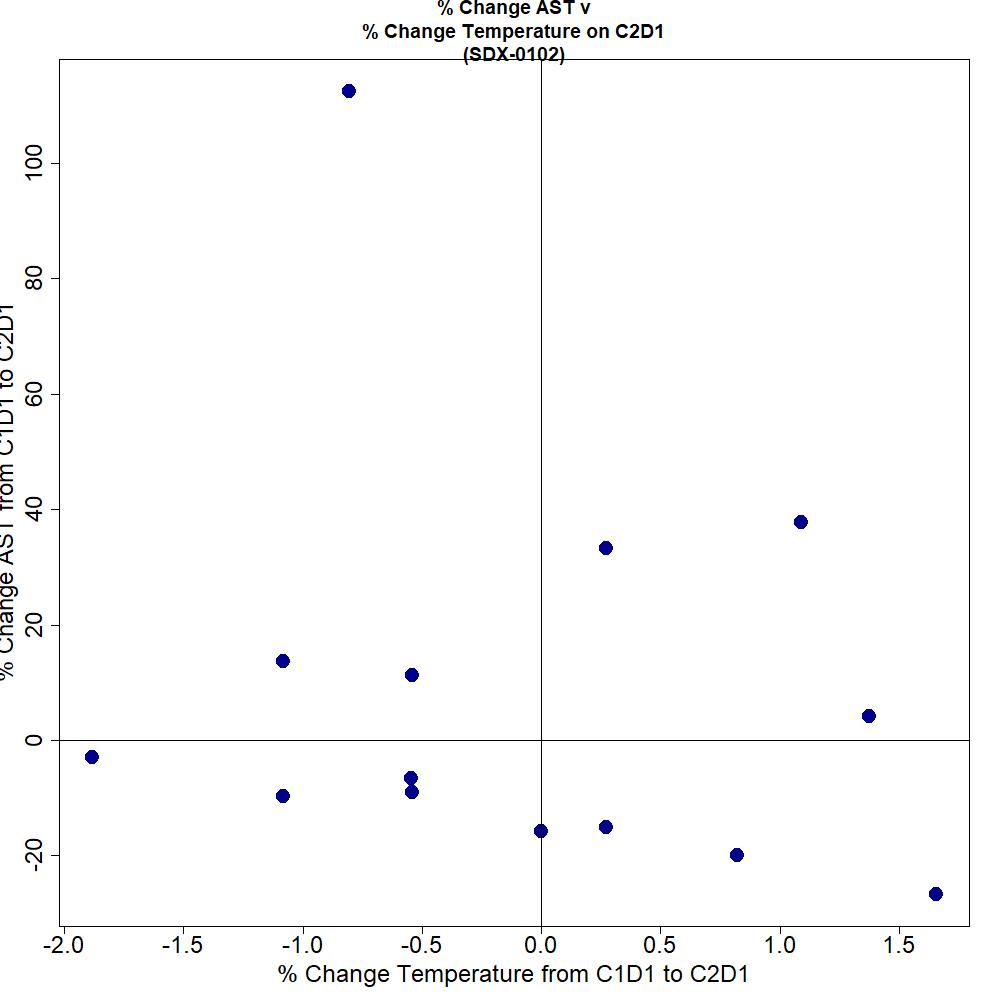 % Change AST v
% Change Temperature on C2D1
(SDX-0102)
% Change AST from C1D1 to C2D1
100
80
60
40
20
0
-20
-2.0 -1.5 -1.0 -0.5 0.0 0.5 1.0 1.5
% Change Temperature from C1D1 to C2D1